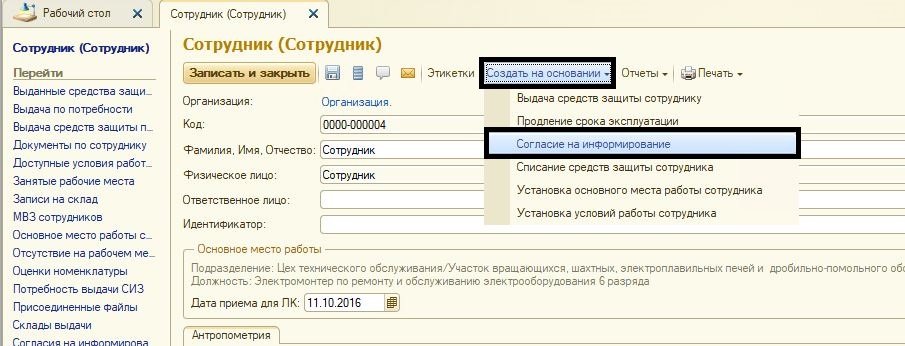 Рабочий стол
Сотрудник (Сотрудник)
Сотрудник (Сотрудник)
Перейти
Выданные средства защи...
Выдача по потребности
Выдача средств защиты п...
Документы по сотруднику
Доступные условия работ...
Занятые рабочие места
Записи на склад
МВЗ сотрудников
Основное место работы с...
Отсутствие на рабочем ме...
Оценки номенклатуры
Потребность выдачи СИЗ
Присоединенные файлы
Склады выдачи
Согласия на информирова...
Сотрудник (Сотрудник)
Записать и закрыть
Этикетки
Создать на основании
Отчеты
Печать
Выдача средств защиты сотруднику
Продление срока эксплуатации
Согласие на информирование
Списание средств защиты сотрудника
Установка основного места работы сотрудника
Установка условий работы сотрудника
Организация: Организация.
Код: 0000-000004
Фамилия, Имя, Отчество: Сотрудник
Физическое лицо: Сотрудник
Ответственное лицо:
Идентификатор:
Основное место работы
Подразделение: Цех технического обслуживания/Участок вращающихся, шахтных, электроплавильных печей и дробильно-помольного обо
Должность: Электромонтер по ремонту и обслуживанию электрооборудования 6 разряда
Дата приема для ЛК: 11.10.2016
Антропометрия